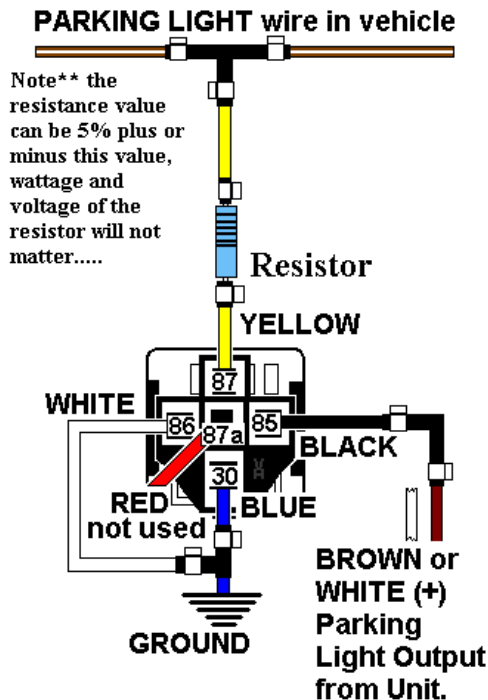 PARKING LIGHT wire in vehicle
Note** the
resistance value
can be 5% plus or
minus this value,
wattage and
voltage of the
resistor will not
matter.....
Resistor
YELLOW
87
WHITE
86
87a
85
BLACK
30
RED
not used
BLUE
GROUND
BROWN or
WHITE (+)
Parking
Light Output
from Unit.